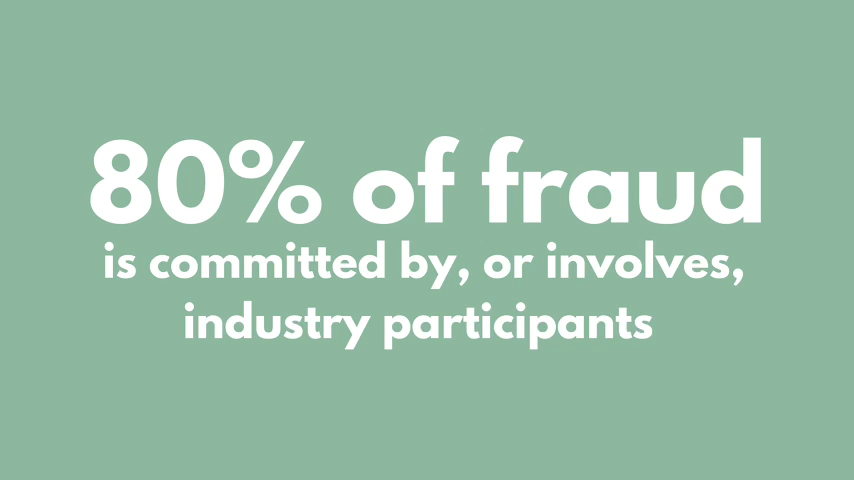 80% of fraud
is committed by, or involves,
industry participants